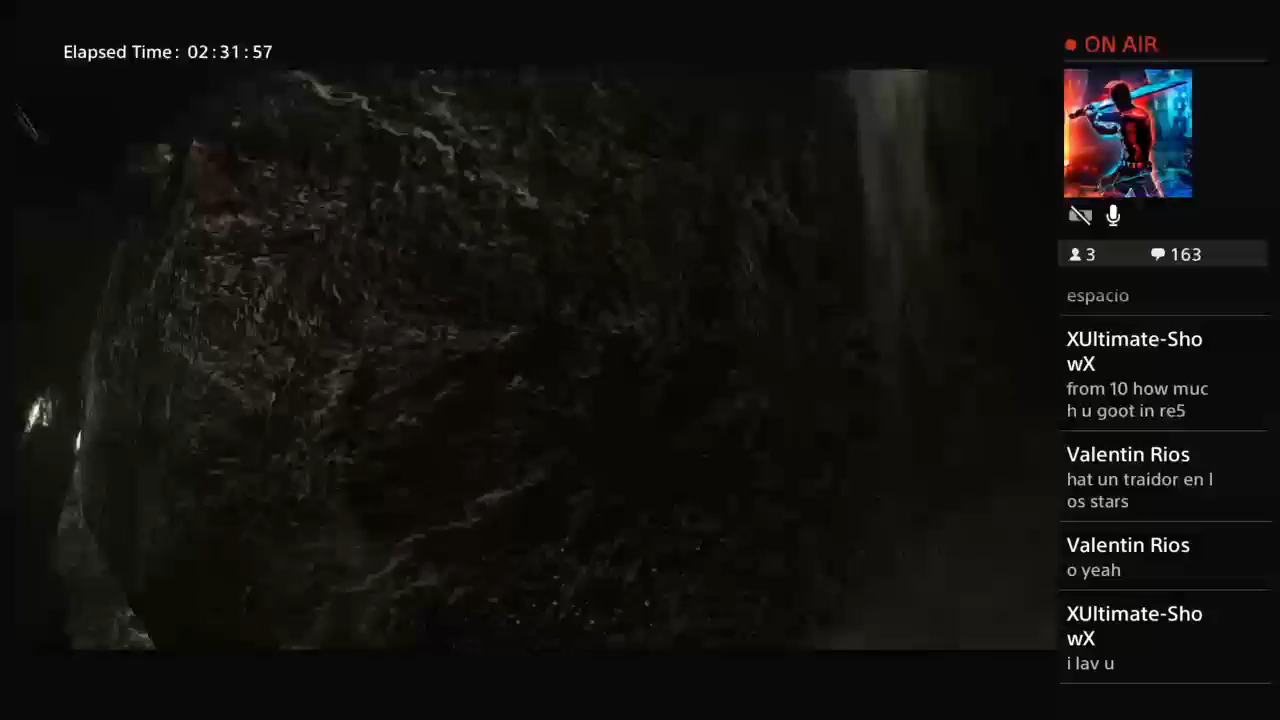 Elapsed Time: 02:31:57
ON AIR
3 163
espacio
XUltimate-Sho
wX
from 10 how muc
h u goot in re5
Valentin Rios
hat un traidor en l
os stars
Valentin Rios
o yeah
XUltimate-Sho
wX
i lav u